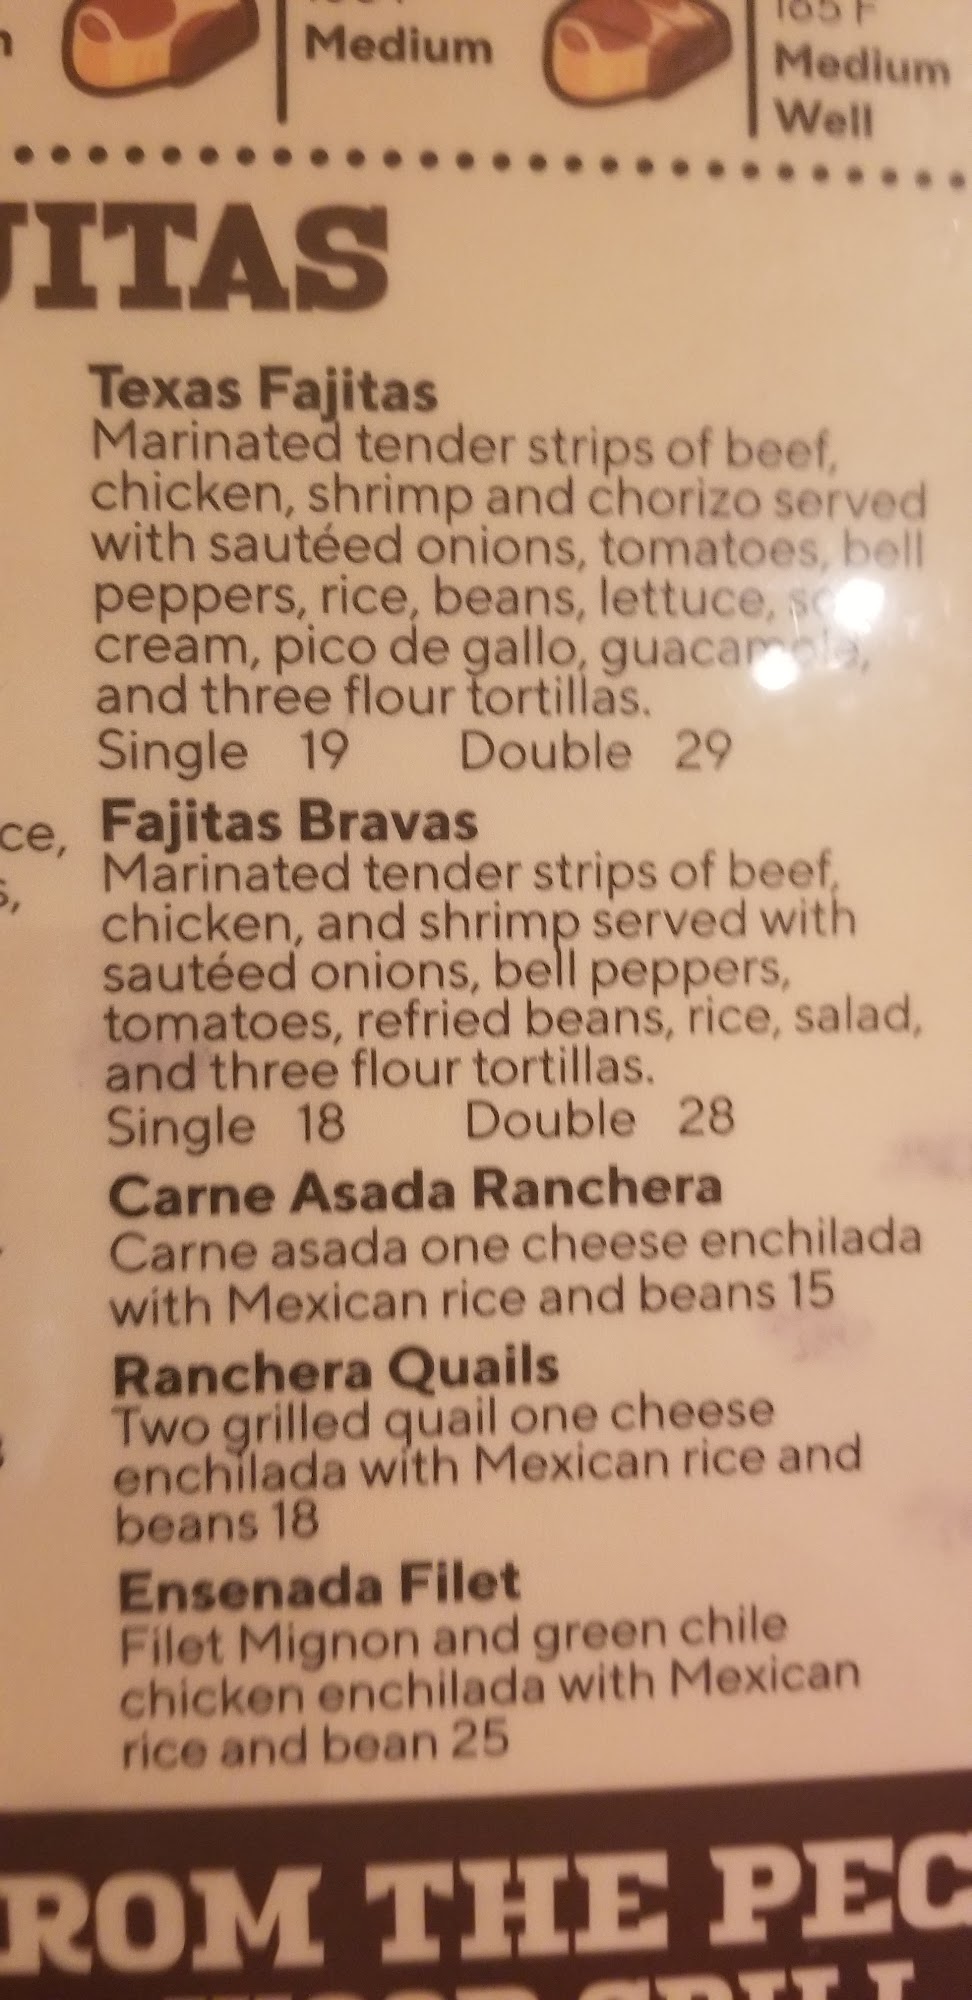 Medium
165 F
Medium
Well
JITAS
Texas Fajitas
Marinated tender strips of beef,
chicken, shrimp and chorizo served
with sautéed onions, tomatoes, bell
peppers, rice, beans, lettuce,
cream, pico de gallo, guacamole,
and three flour tortillas.
Single 19 Double 29
ce,
s,
Fajitas Bravas
Marinated tender strips of beef,
chicken, and shrimp served with
sautéed onions, bell peppers,
tomatoes, refried beans, rice, salad,
and three flour tortillas.
Single 18 Double 28
Carne Asada Ranchera
Carne asada one cheese enchilada
with Mexican rice and beans 15
Ranchera Quails
Two grilled quail one cheese
enchilada with Mexican rice and
beans 18
Ensenada Filet
Filet Mignon and green chile
chicken enchilada with Mexican
rice and bean 25
ROM THE PEC
GRILL